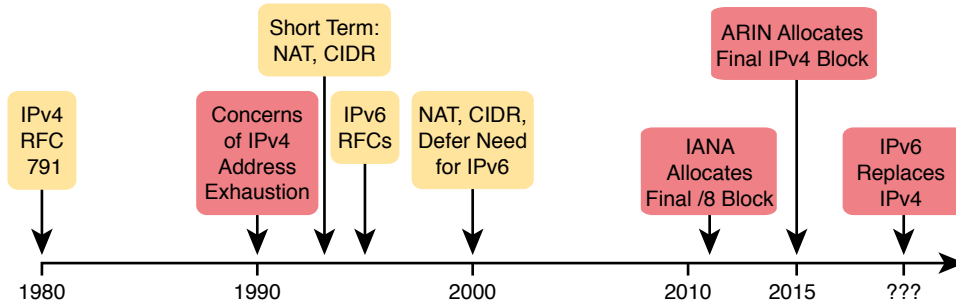 Short Term:
NAT, CIDR
ARIN Allocates
Final IPv4 Block
IPv4
RFC
791
Concerns
of IPv4
Address
Exhaustion
IPv6
RFCs
NAT, CIDR,
Defer Need
for IPv6
IANA
Allocates
Final /8 Block
IPv6
Replaces
IPv4
1980
1990
2000
2010
2015
???